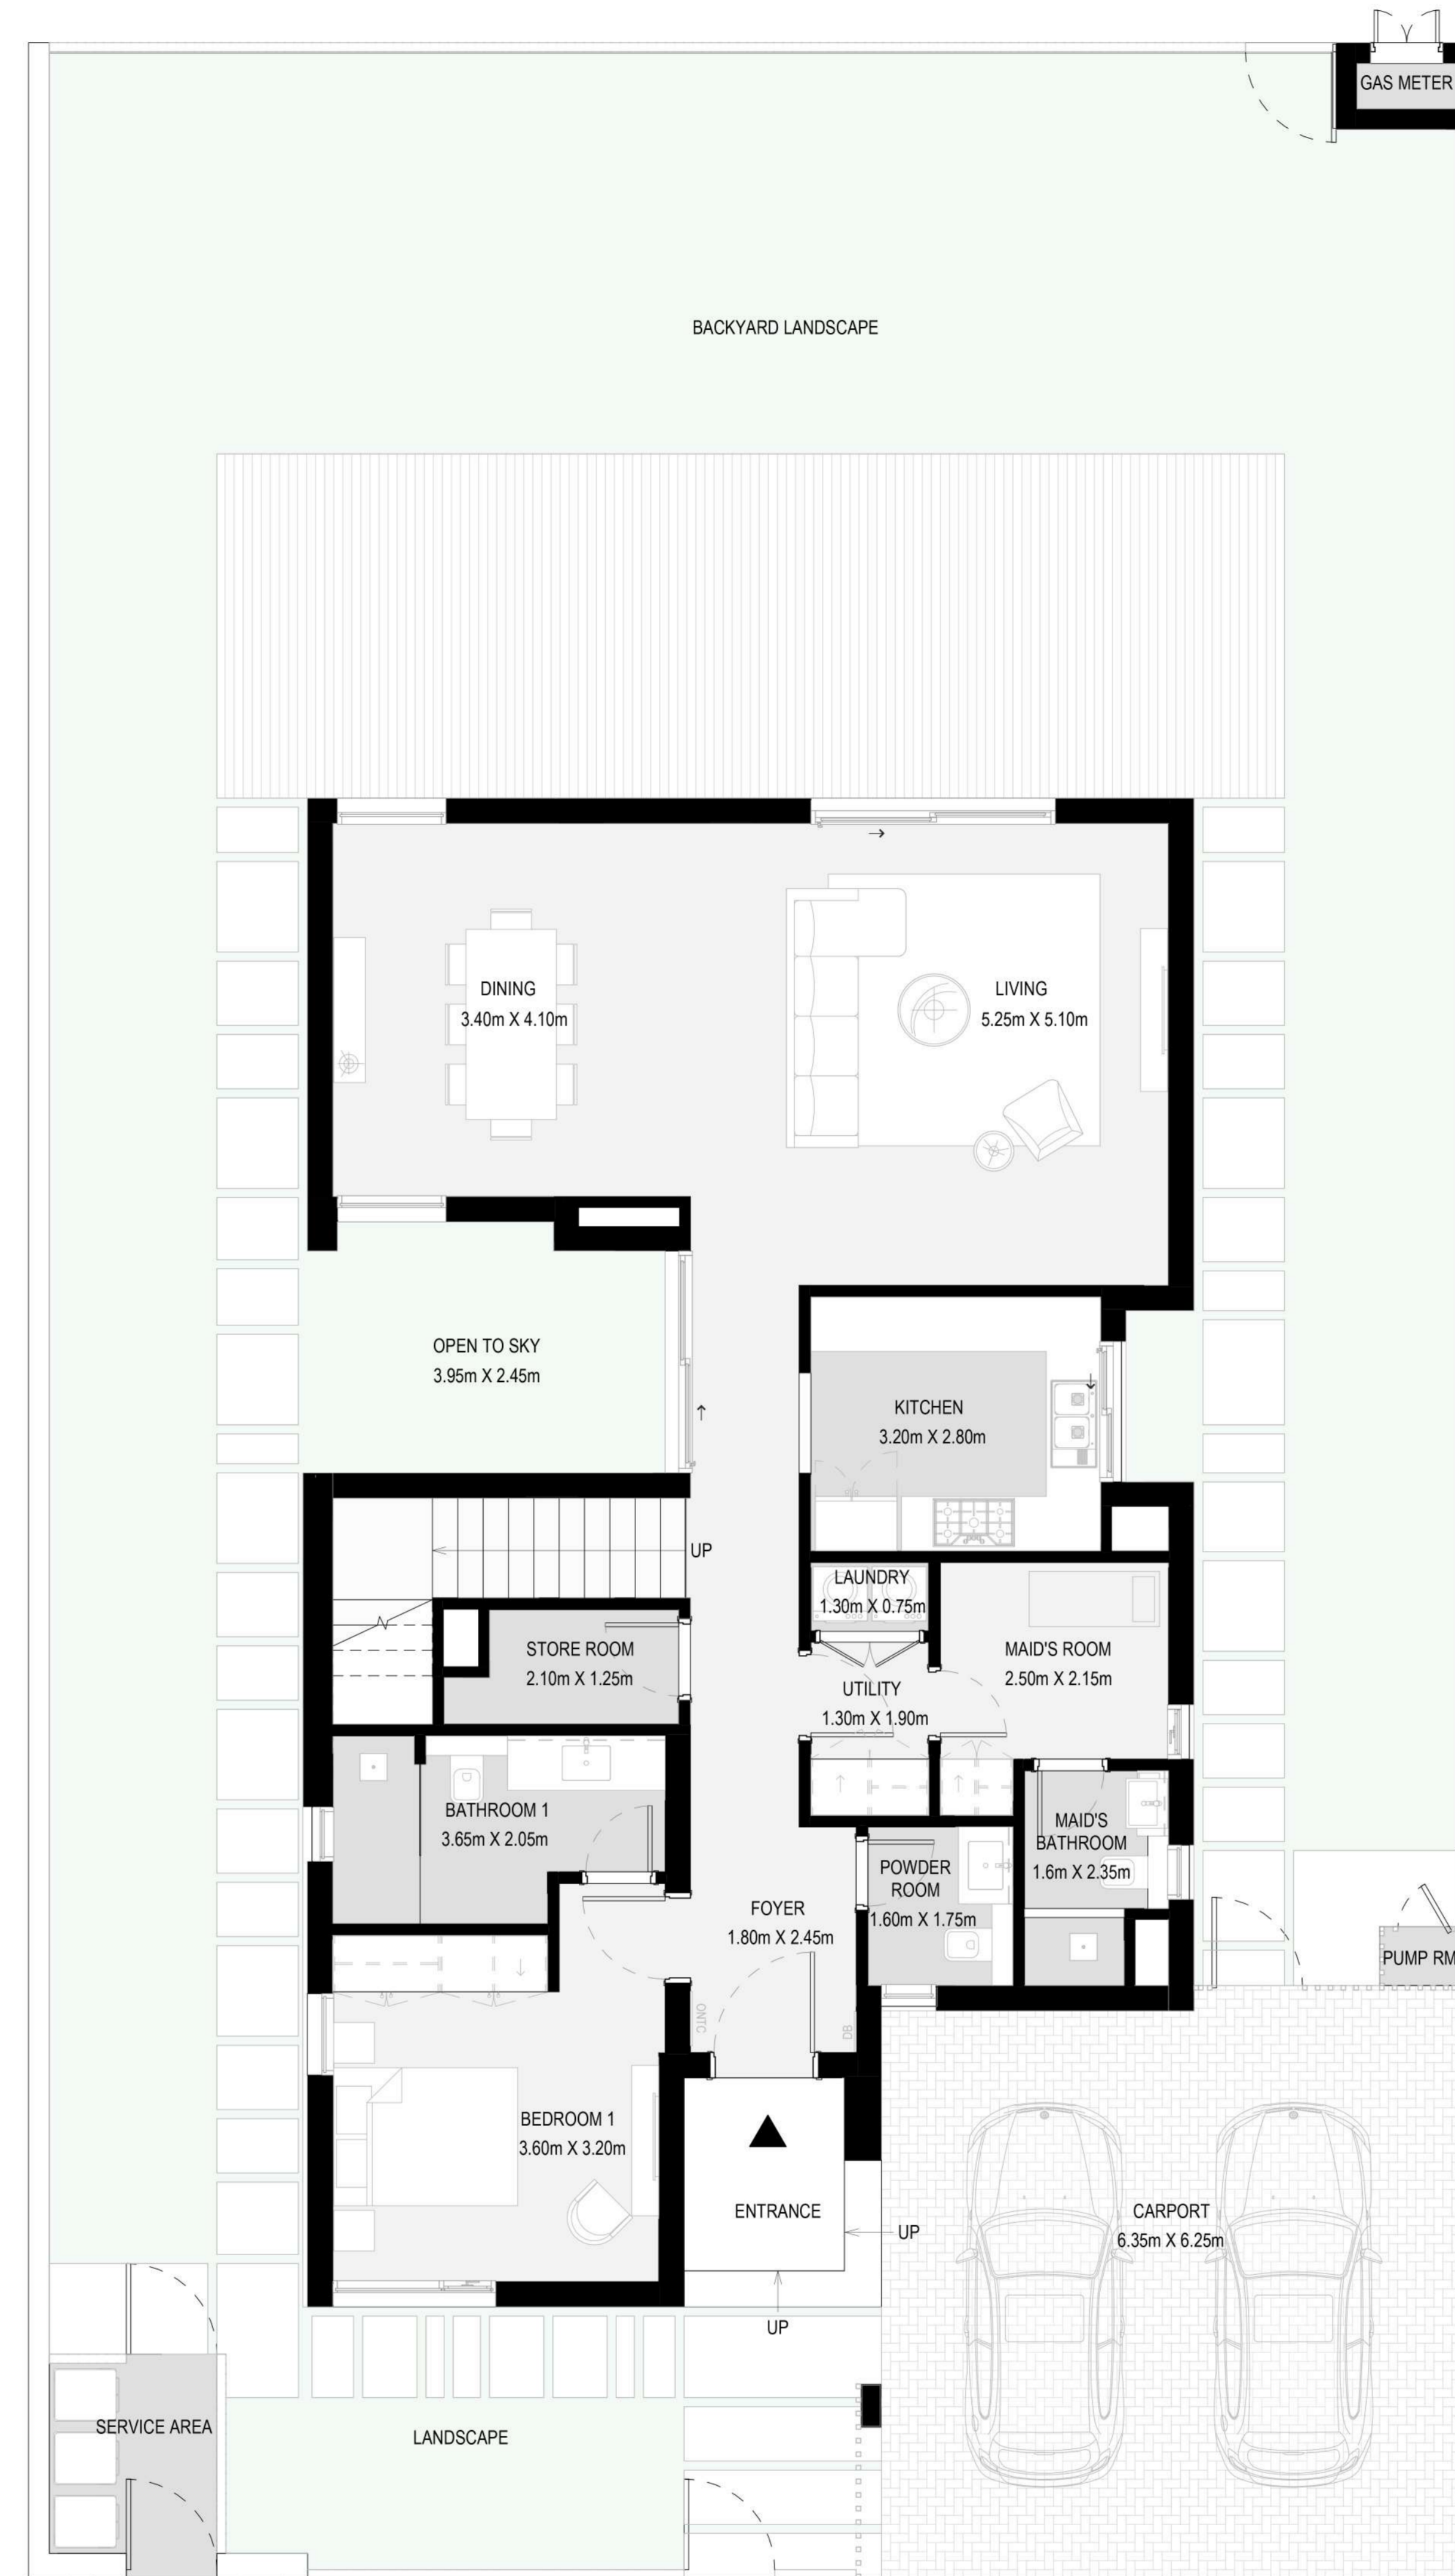 GAS METER
BACKYARD LANDSCAPE
DINING
3.40m X 4.10m
LIVING
5.25m X 5.10m
OPEN TO SKY
3.95m X 2.45m
KITCHEN
3.20m X 2.80m
UP
LAUNDRY
1.30m X 0.75m
STORE ROOM
2.10m X 1.25m
MAID'S ROOM
2.50m X 2.15m
UTILITY
1.30m X 1.90m
BATHROOM 1
3.65m X 2.05m
MAID'S
BATHROOM
1.6m X 2.35m
POWDER
ROOM
1.60m X 1.75m
FOYER
1.80m X 2.45m
PUMP RM
ONTC
DB
BEDROOM 1
3.60m X 3.20m
ENTRANCE
UP
CARPORT
6.35m X 6.25m
UP
SERVICE AREA
LANDSCAPE